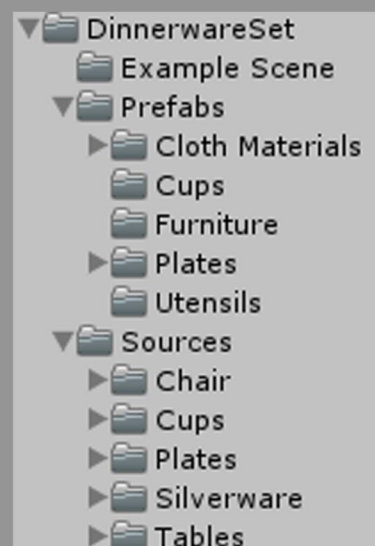 DinnerwareSet
Example Scene
Prefabs
Cloth Materials
Cups
Furniture
Plates
Utensils
Sources
Chair
Cups
Plates
Silverware
Tables